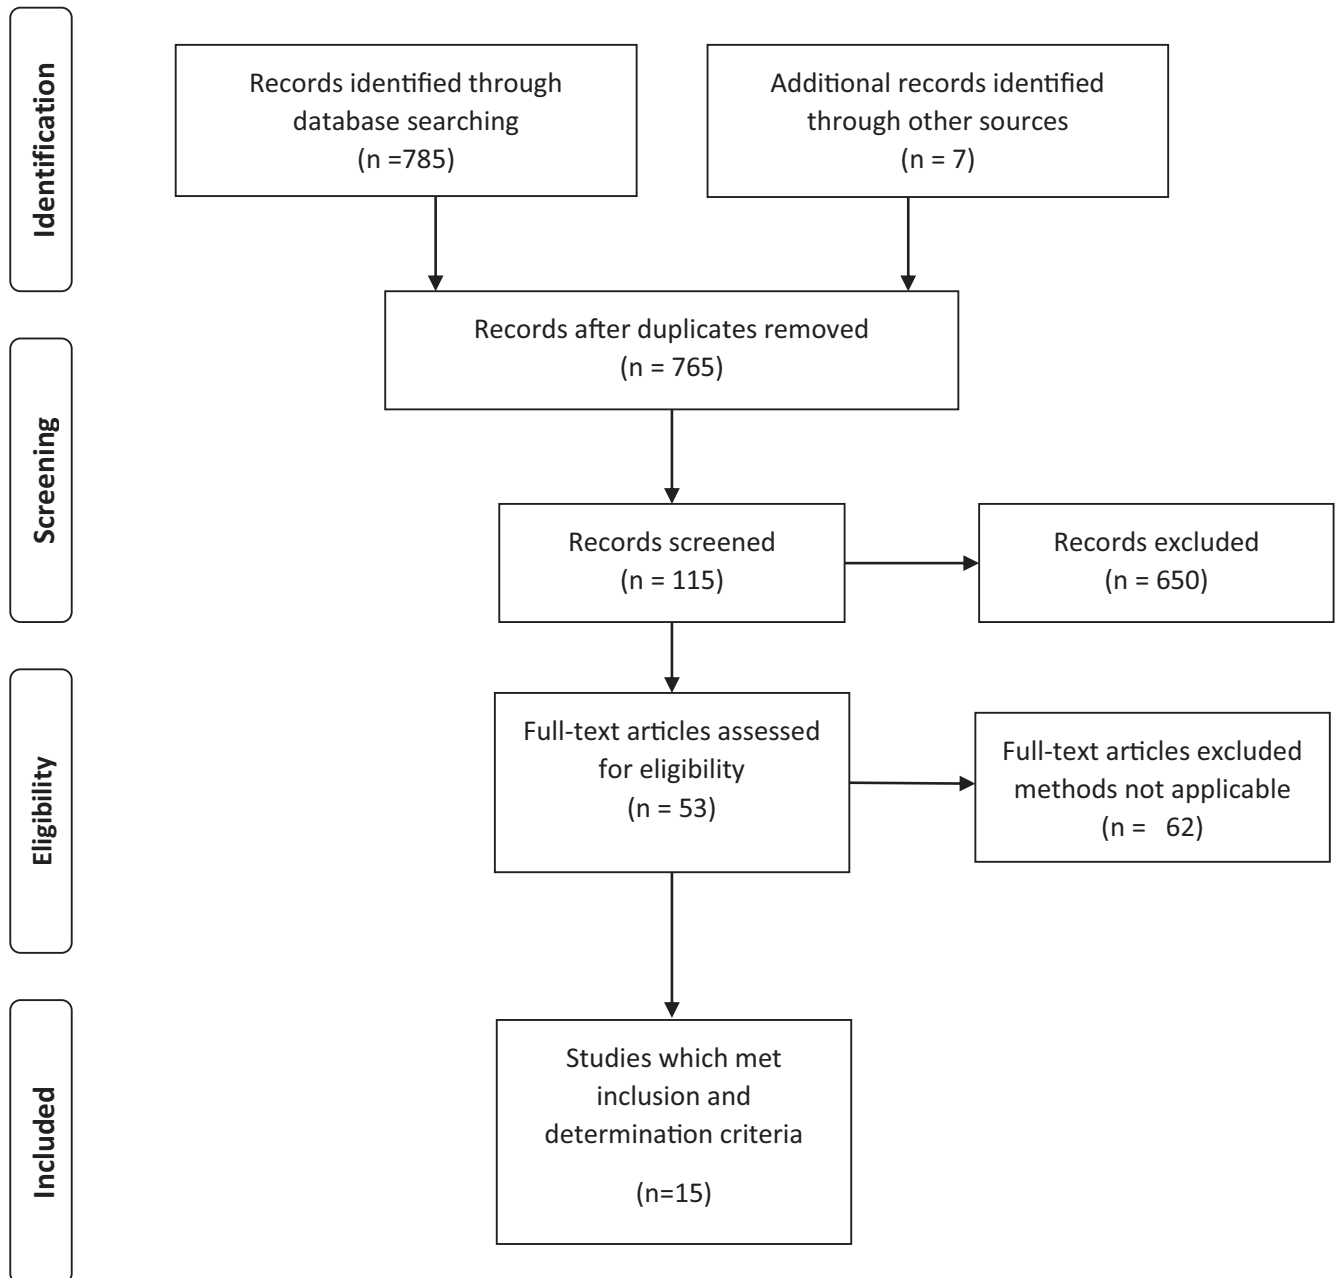 Identification
Records identified through
database searching
(n =785)
Additional records identified
through other sources
(n = 7)
Records after duplicates removed
(n = 765)
Screening
Records screened
(n = 115)
Records excluded
(n = 650)
Eligibility
Full-text articles assessed
for eligibility
(n = 53)
Full-text articles excluded
methods not applicable
(n =   62)
Included
Studies which met
inclusion and
determination criteria
(n=15)